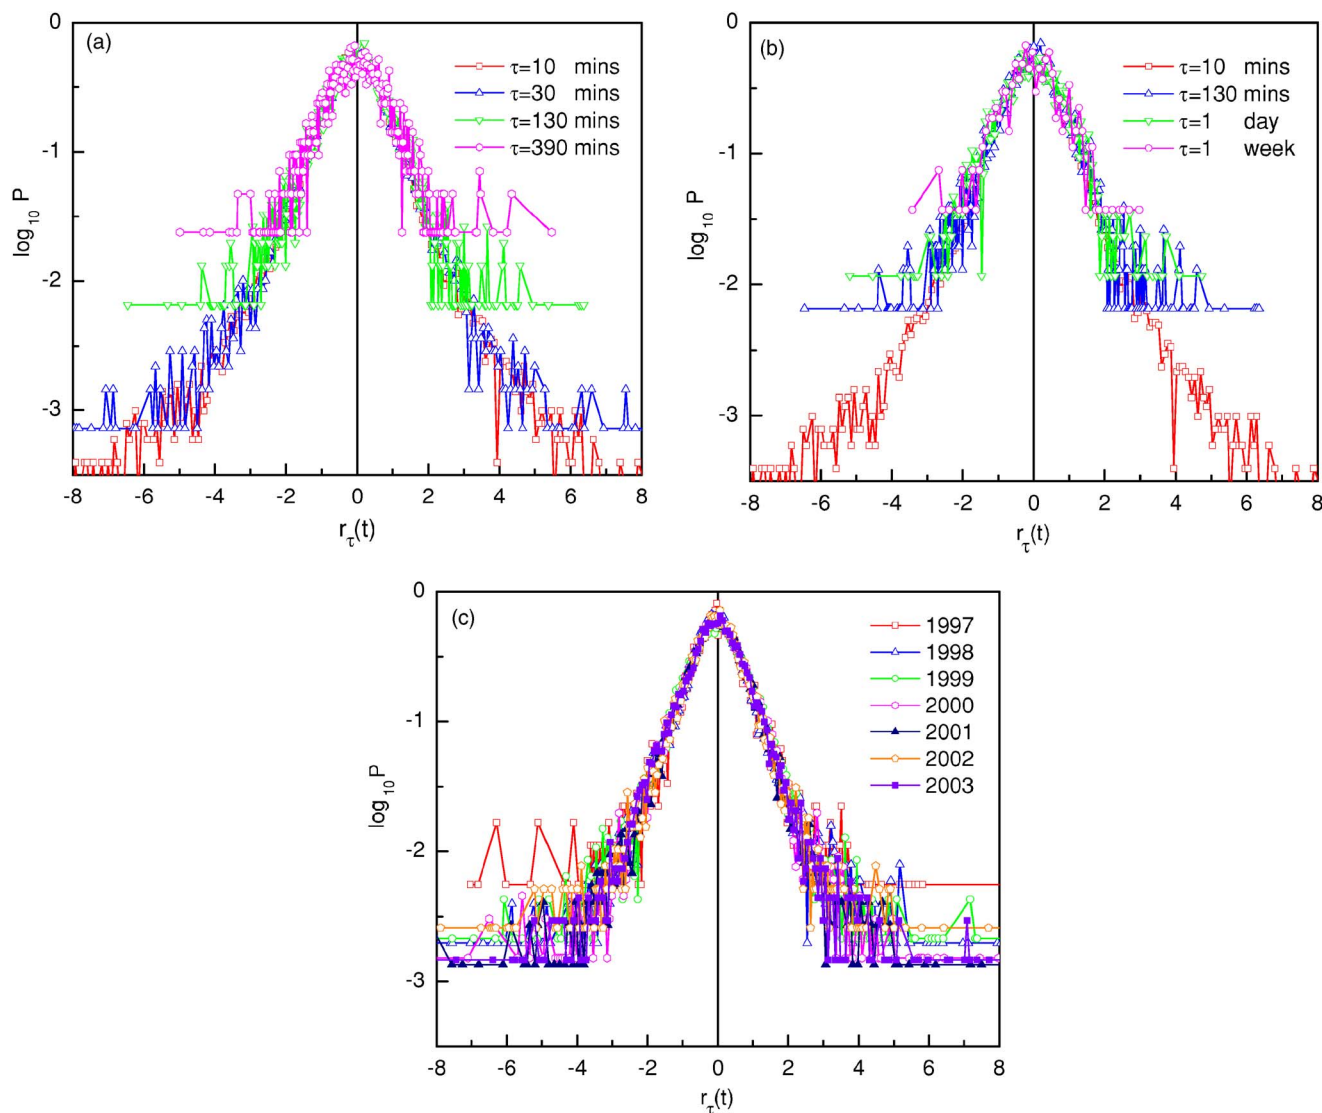 (a)
0
-1
-2
-3
log10 P
τ=10 mins
τ=30 mins
τ=130 mins
τ=390 mins
-8 -6 -4 -2 0 2 4 6 8
rτ(t)
(b)
0
-1
-2
-3
log10 P
τ=10 mins
τ=130 mins
τ=1 day
τ=1 week
-8 -6 -4 -2 0 2 4 6 8
rτ(t)
(c)
0
-1
-2
-3
log10 P
1997
1998
1999
2000
2001
2002
2003
-8 -6 -4 -2 0 2 4 6 8
rτ(t)